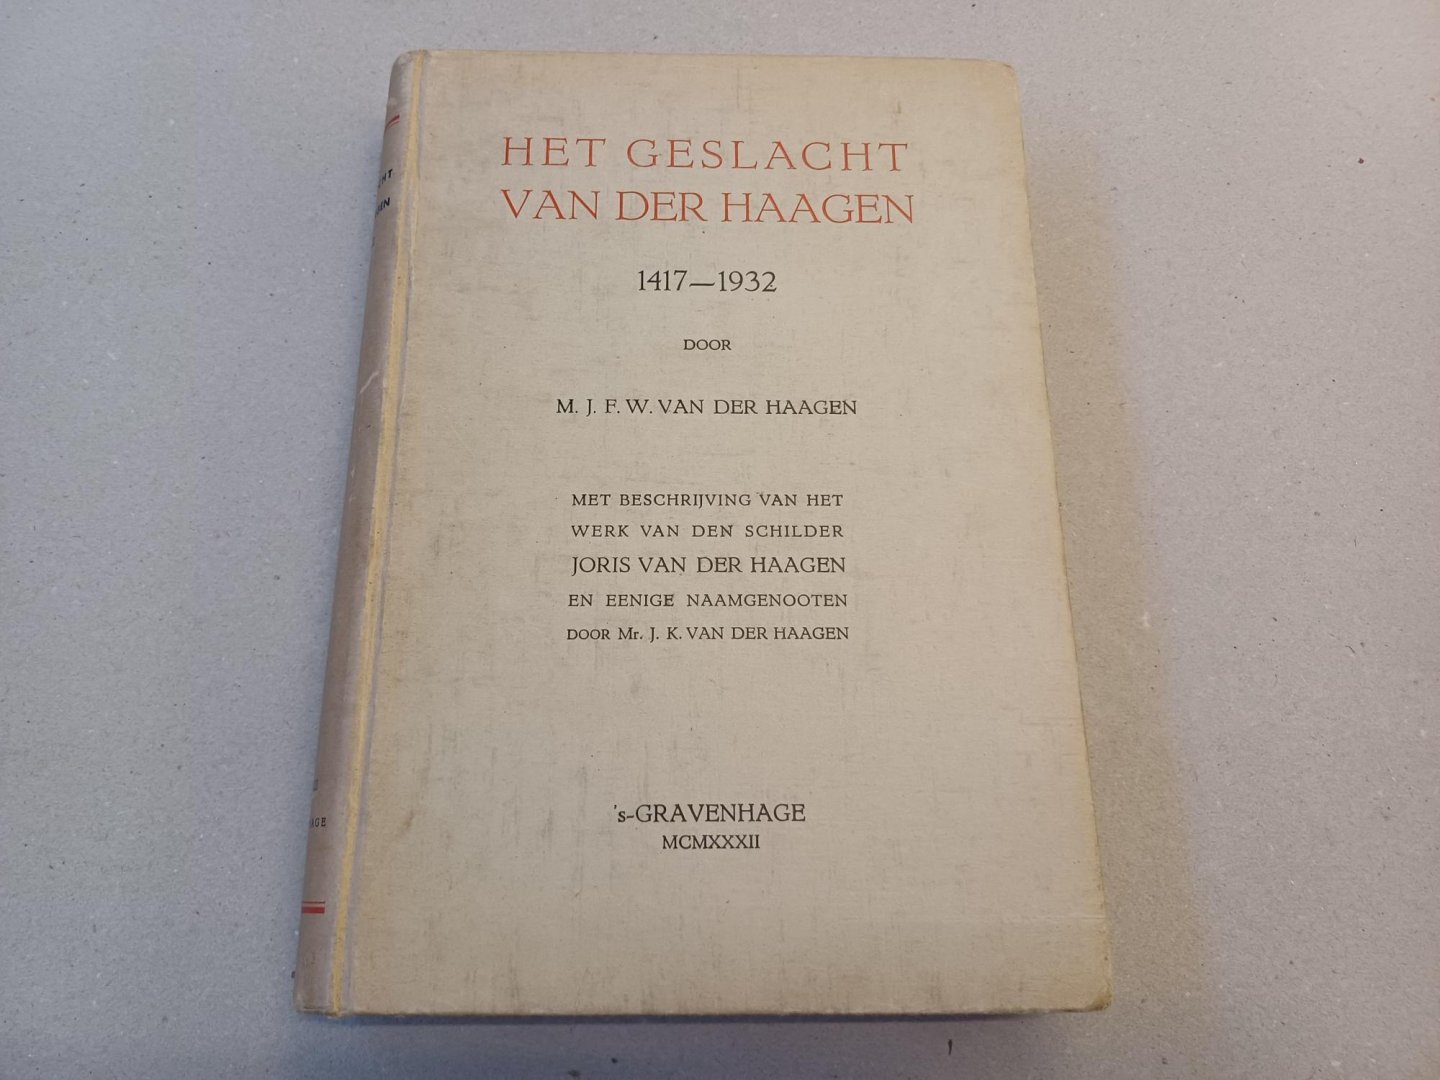 HET GESLACHT
VAN DER HAAGEN
1417—1932
DOOR
M. J. F. W. VAN DER HAAGEN
MET BESCHRIJVING VAN HET
WERK VAN DEN SCHILDER
JORIS VAN DER HAAGEN
EN EENIGE NAAMGENOOTEN
DOOR Mr. J. K. VAN DER HAAGEN
's-GRAVENHAGE
MCMXXXII